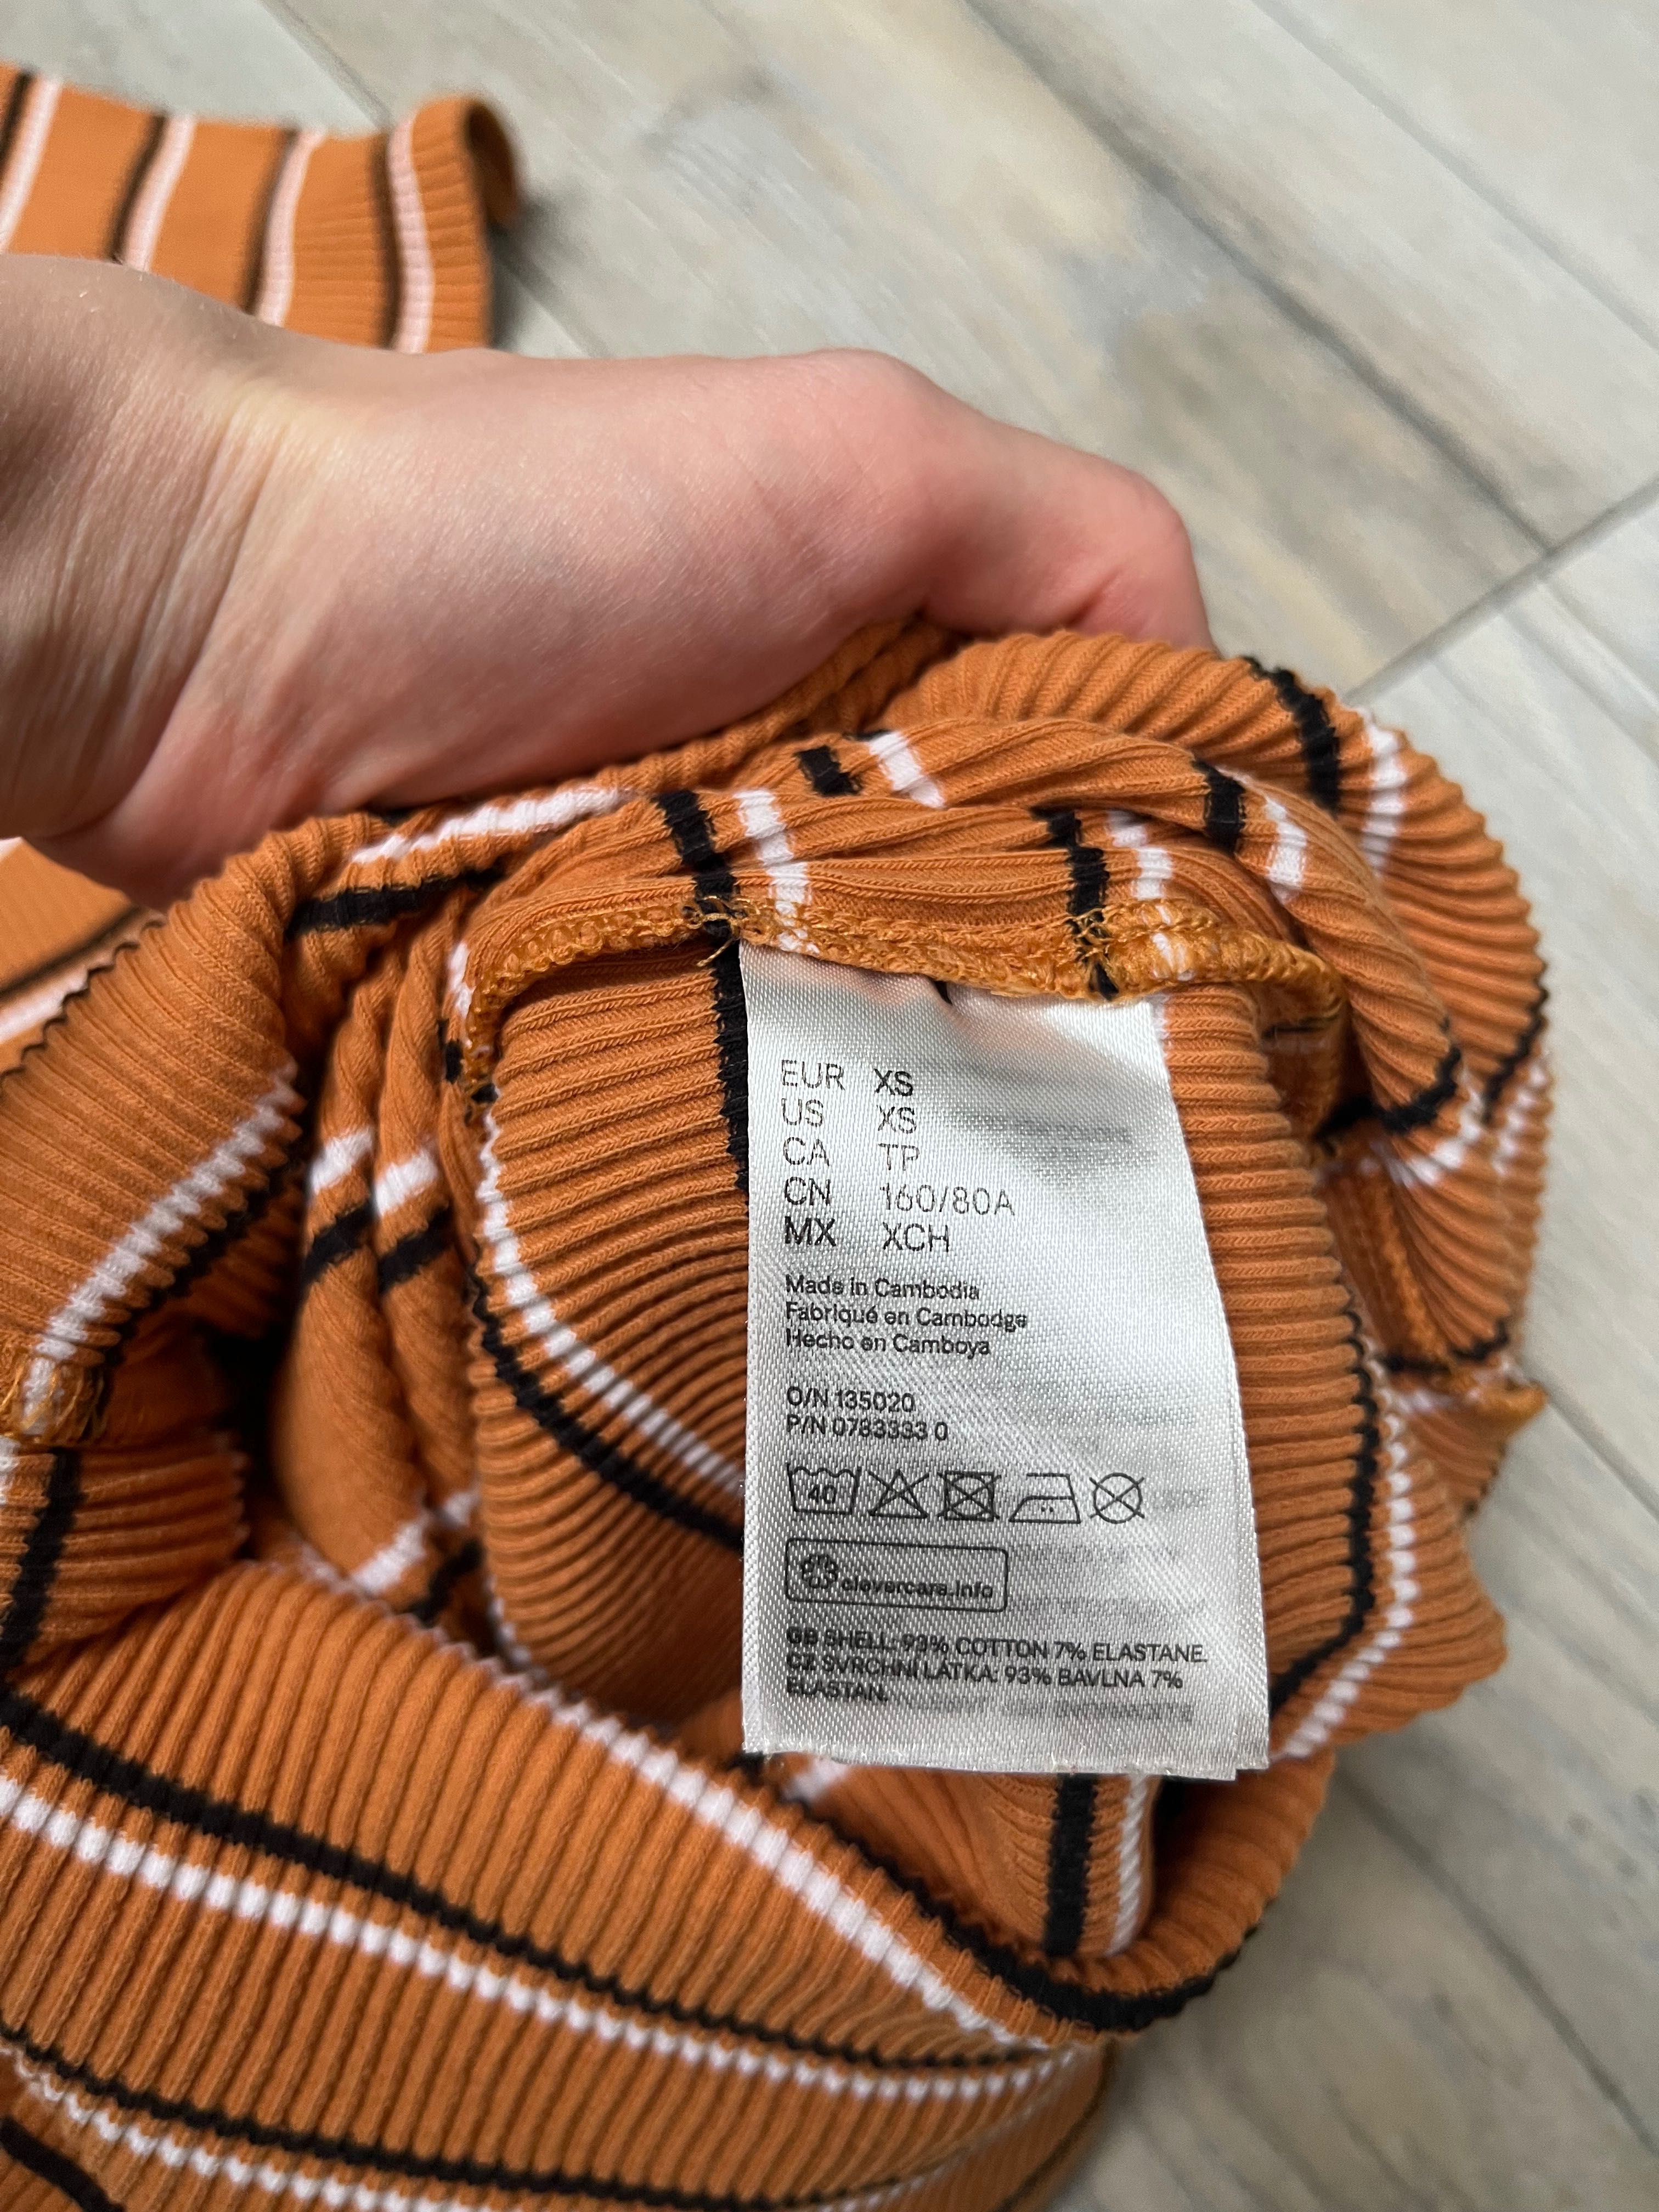 EUR XS
US XS
CA TP
CN 160/80A
MX XCH
Made in Cambodia
Fabriqué en Cambodge
Hecho en Camboya
O/N 135020
P/N 0783333 0
40
clevercare.info
GB SHELL: 93% COTTON 7% ELASTANE.
CZ SVRCHNÍ LÁTKA: 93% BAVLNA 7%
ELASTAN.